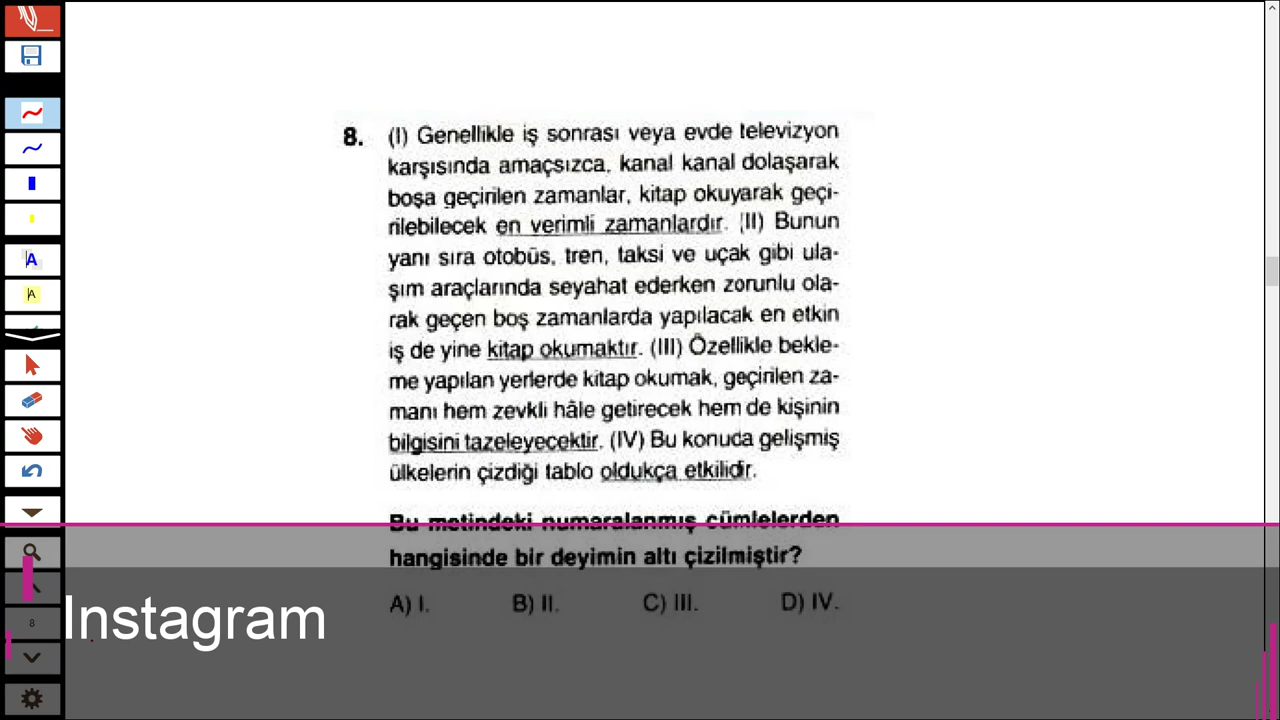 8. (I) Genellikle iş sonrası veya evde televizyon
karşısında amaçsızca, kanal kanal dolaşarak
boşa geçirilen zamanlar, kitap okuyarak geçi-
rilebilecek en verimli zamanlardır. (II) Bunun
yanı sıra otobüs, tren, taksi ve uçak gibi ula-
şım araçlarında seyahat ederken zorunlu ola-
rak geçen boş zamanlarda yapılacak en etkin
iş de yine kitap okumaktır. (III) Özellikle bekle-
me yapılan yerlerde kitap okumak, geçirilen za-
manı hem zevkli hâle getirecek hem de kişinin
bilgisini tazeleyecektir. (IV) Bu konuda gelişmiş
ülkelerin çizdiği tablo oldukça etkilidir.
Bu metindeki numaralanmış cümlelerden
hangisinde bir deyimin altı çizilmiştir?
A) I. B) II. C) III. D) IV.
A
A
8
Instagram